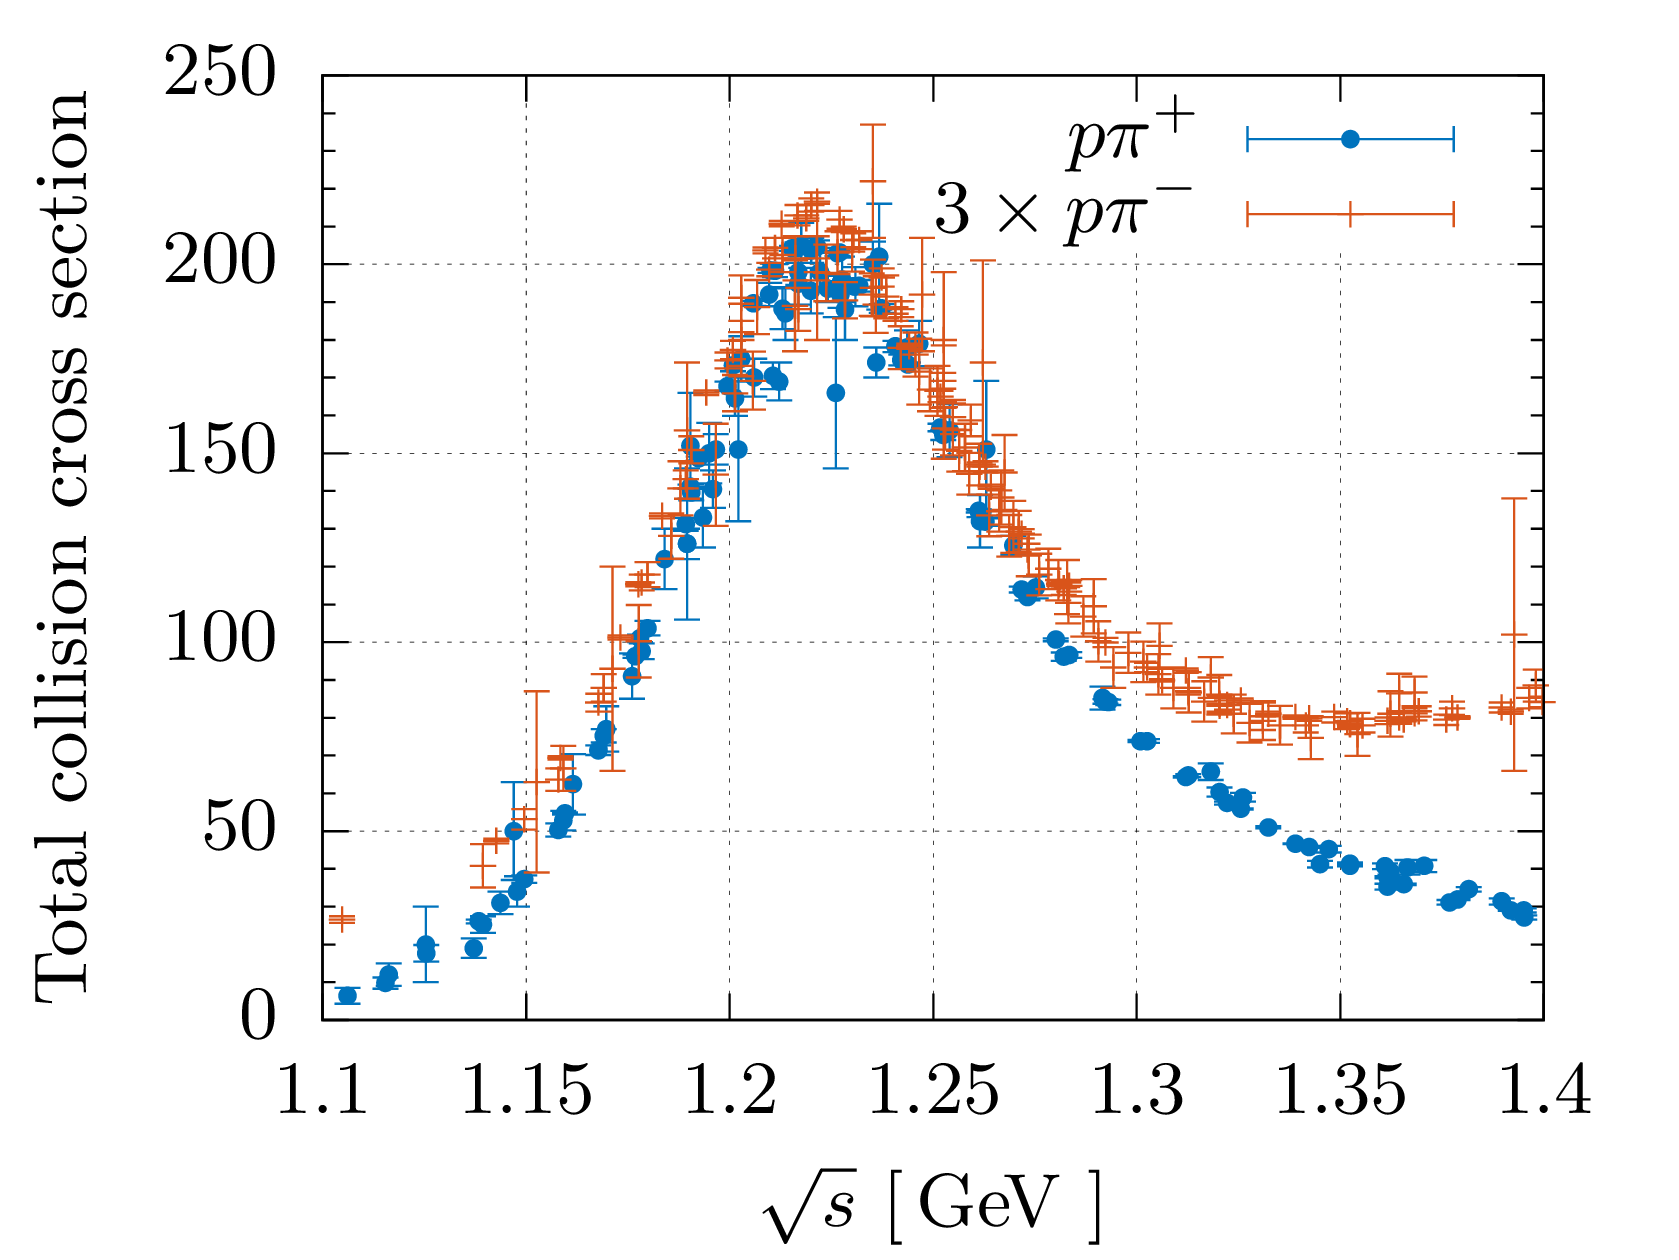 Total collision cross section
250
200
150
100
50
0
pπ⁺
3 × pπ⁻
1.1 1.15 1.2 1.25 1.3 1.35 1.4
√s [ GeV ]